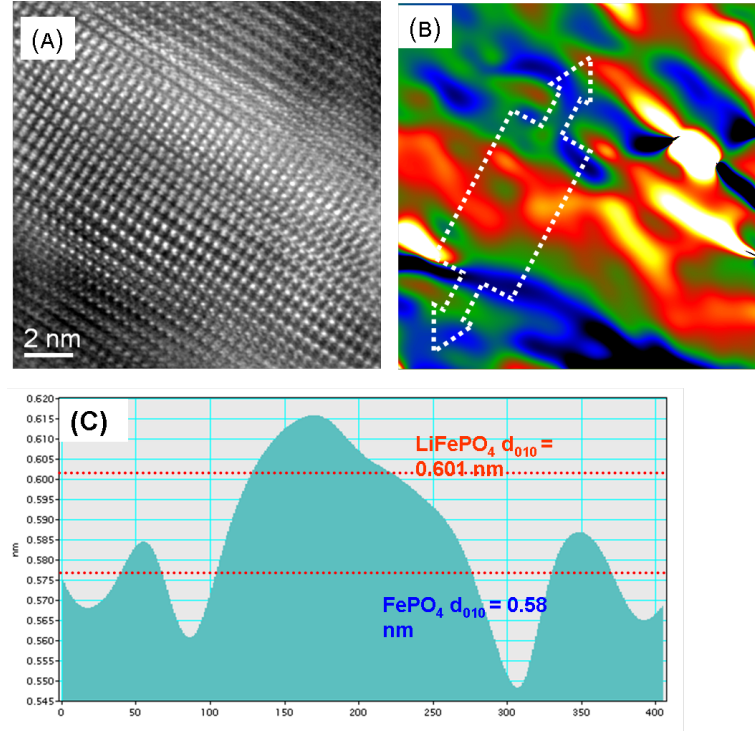 (A)
(B)
2 nm
(C)
0.620
0.615
0.610
0.605
0.600
0.595
0.590
0.585
0.580
0.575
0.570
0.565
0.560
0.555
0.550
0.545
nm
LiFePO₄ d₀₁₀ =
0.601 nm
FePO₄ d₀₁₀ = 0.58
nm
0 50 100 150 200 250 300 350 400